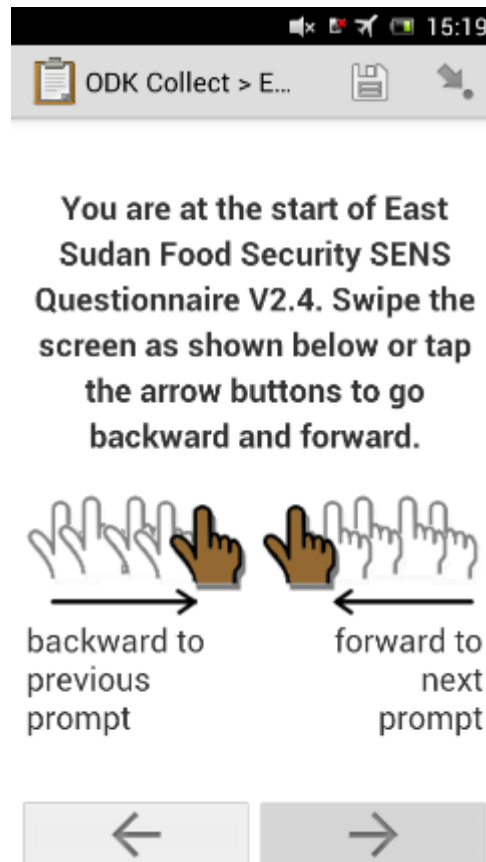 15:19
ODK Collect > E...
You are at the start of East
Sudan Food Security SENS
Questionnaire V2.4. Swipe the
screen as shown below or tap
the arrow buttons to go
backward and forward.
backward to
previous
prompt
forward to
next
prompt